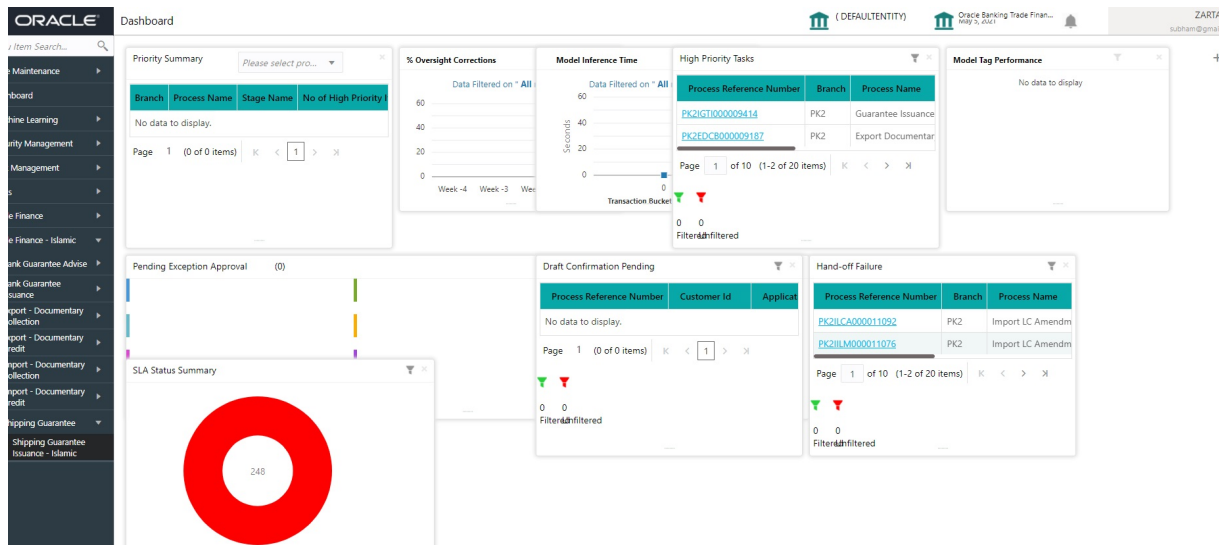 ORACLE
Dashboard
( DEFAULTENTITY)
Oracle Banking Trade Finan...
May 5, 2021
ZARTA
subham@gmai
u Item Search...
e Maintenance
nboard
hine Learning
urity Management
Management
s
e Finance
e Finance - Islamic
ank Guarantee Advise
ank Guarantee
suance
xport - Documentary
ollection
xport - Documentary
redit
mport - Documentary
ollection
mport - Documentary
redit
hipping Guarantee
Shipping Guarantee
Issuance - Islamic
Priority Summary
Please select pro...
Branch Process Name Stage Name No of High Priority I
No data to display.
Page 1 (0 of 0 items) 1
% Oversight Corrections
Data Filtered on " All
60
40
20
0
Week -4 Week -3 Wee
Model Inference Time
Data Filtered on " All
60
40
20
0
Seconds
0
Transaction Bucket
High Priority Tasks
Process Reference Number Branch Process Name
PK2IGTI000009414 PK2 Guarantee Issuance
PK2EDCB000009187 PK2 Export Documentar
Page 1 of 10 (1-2 of 20 items)
0 0
Filtered Unfiltered
Model Tag Performance
No data to display
Pending Exception Approval (0)
SLA Status Summary
248
Draft Confirmation Pending
Process Reference Number Customer Id Applicat
No data to display.
Page 1 (0 of 0 items) 1
0 0
Filtered Unfiltered
Hand-off Failure
Process Reference Number Branch Process Name
PK2ILCA000011092 PK2 Import LC Amendm
PK2IILM000011076 PK2 Import LC Amendm
Page 1 of 10 (1-2 of 20 items)
0 0
Filtered Unfiltered